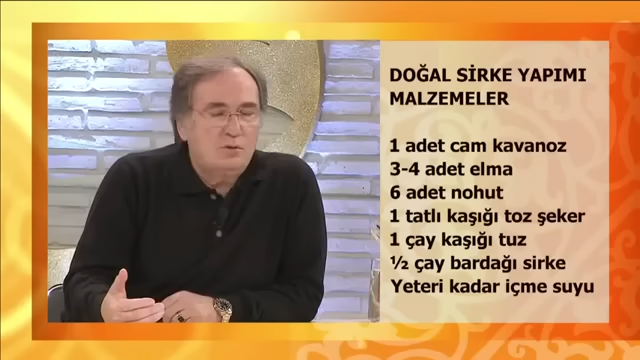 DOĞAL SİRKE YAPIMI
MALZEMELER
1 adet cam kavanoz
3-4 adet elma
6 adet nohut
1 tatlı kaşığı toz şeker
1 çay kaşığı tuz
½ çay bardağı sirke
Yeteri kadar içme suyu